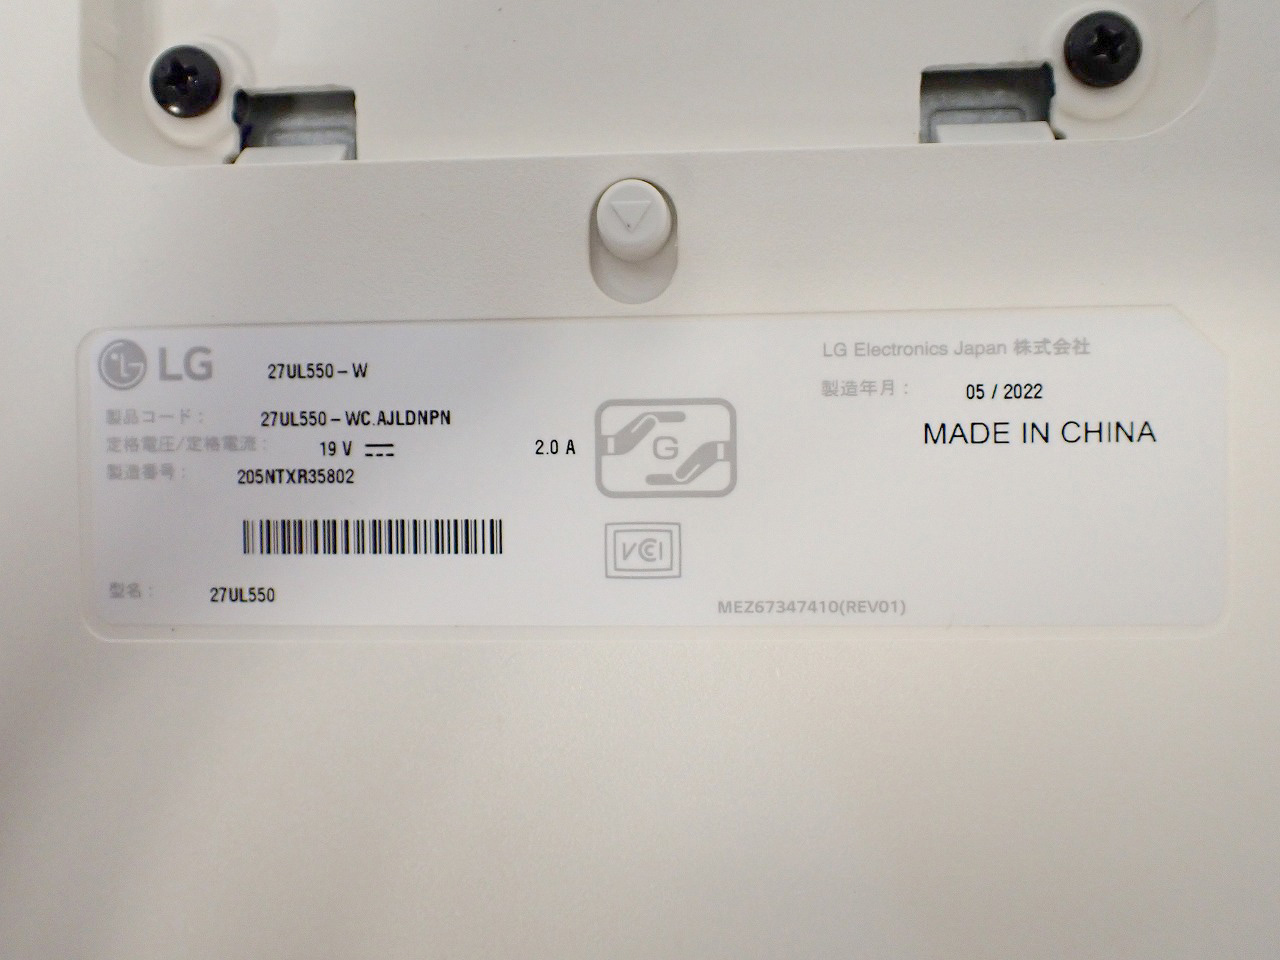 LG 27UL550-W
製品コード: 27UL550-WC.AJLDNPN
定格電圧/定格電流: 19 V 2.0 A
製造番号: 205NTXR35802
型名: 27UL550
G
VCCI
LG Electronics Japan 株式会社
製造年月: 05 / 2022
MADE IN CHINA
MEZ67347410(REV01)